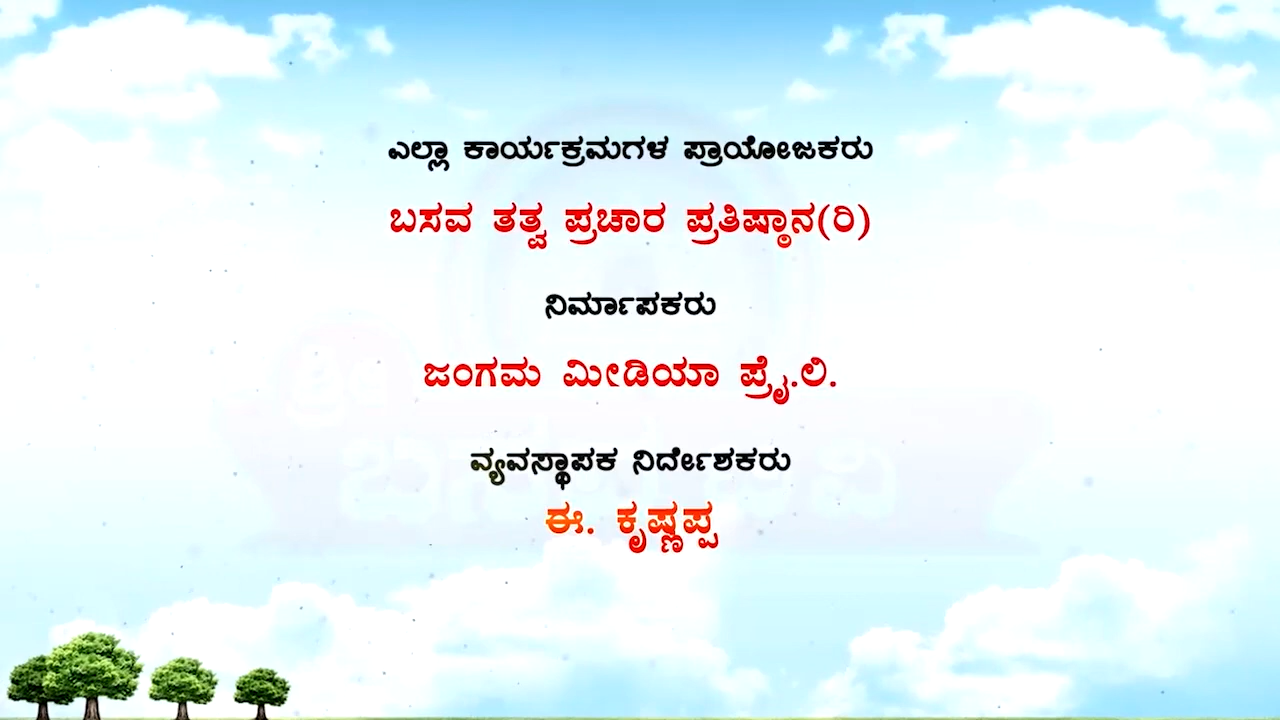 ಎಲ್ಲಾ ಕಾರ್ಯಕ್ರಮಗಳ ಪ್ರಾಯೋಜಕರು
ಬಸವ ತತ್ವ ಪ್ರಚಾರ ಪ್ರತಿಷ್ಠಾನ(ರಿ)
ನಿರ್ಮಾಪಕರು
ಜಂಗಮ ಮೀಡಿಯಾ ಪ್ರೈ.ಲಿ.
ವ್ಯವಸ್ಥಾಪಕ ನಿರ್ದೇಶಕರು
ಈ. ಕೃಷ್ಣಪ್ಪ